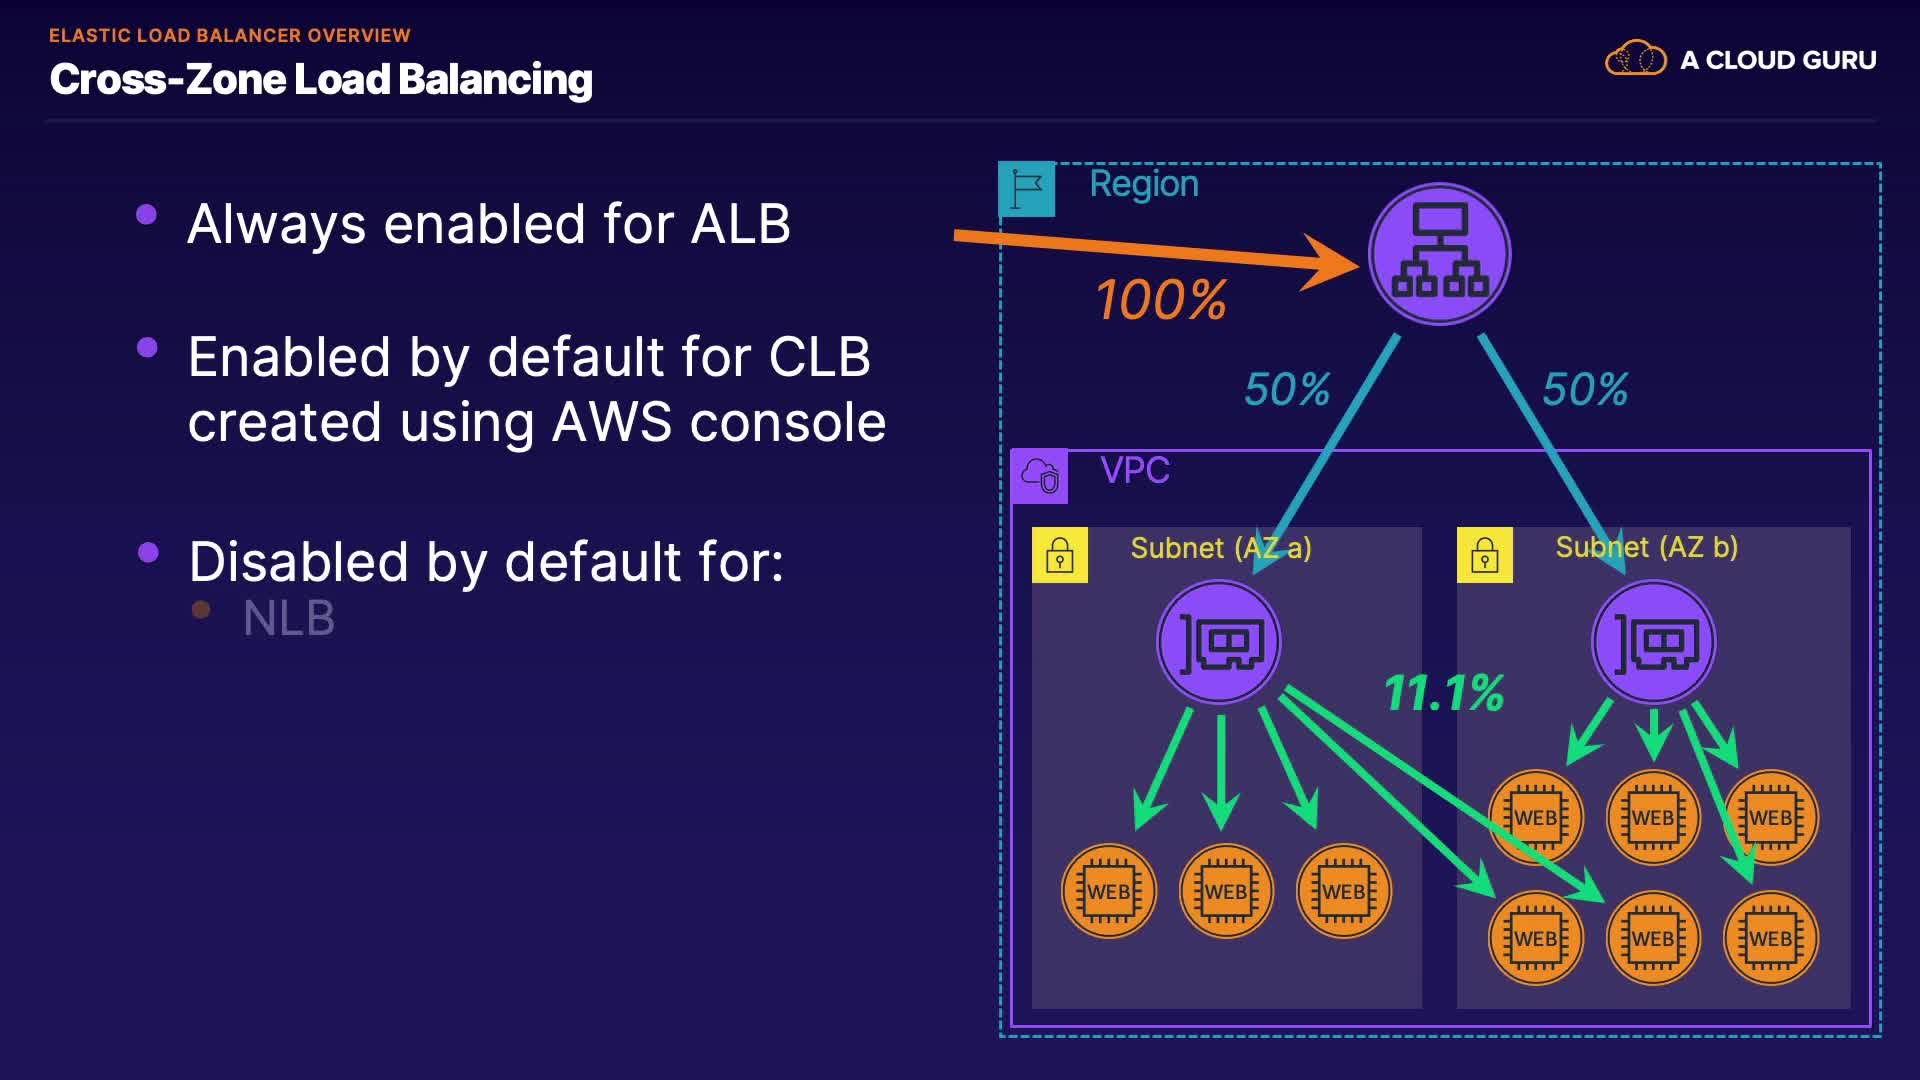 ELASTIC LOAD BALANCER OVERVIEW
Cross-Zone Load Balancing
A CLOUD GURU
Always enabled for ALB
Enabled by default for CLB
created using AWS console
Disabled by default for:
NLB
Region
100%
50%
50%
VPC
Subnet (AZ a)
Subnet (AZ b)
11.1%
WEB
WEB
WEB
WEB
WEB
WEB
WEB
WEB
WEB